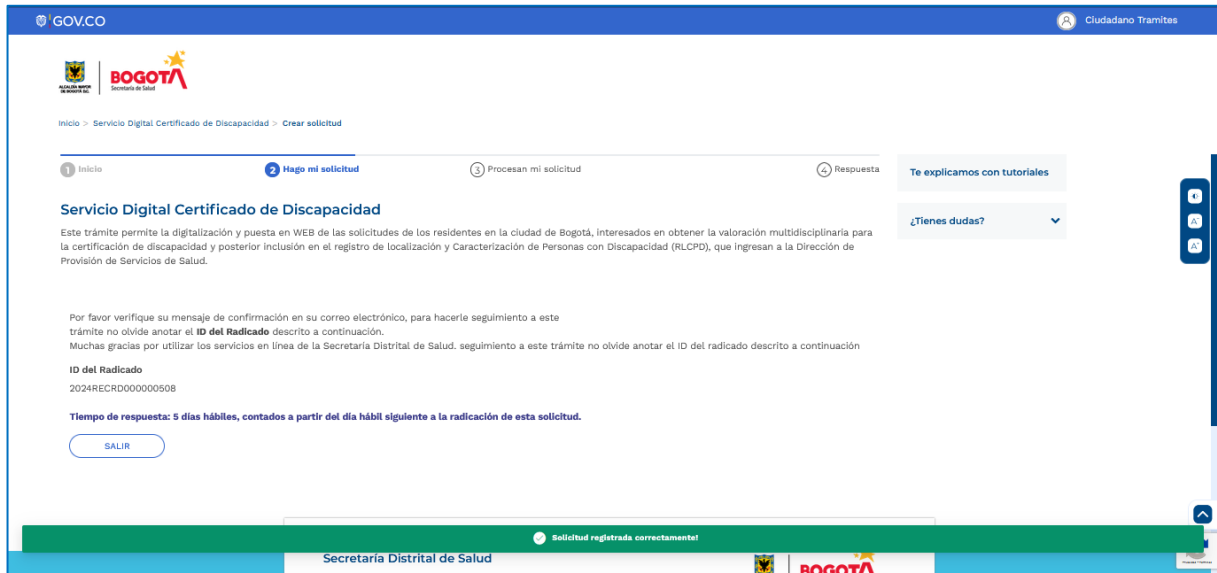 GOV.CO
Ciudadano Tramites
ALCALDÍA MAYOR
DE BOGOTÁ D.C.
BOGOTÁ
Secretaría de Salud
Inicio > Servicio Digital Certificado de Discapacidad > Crear solicitud
1 Inicio
2 Hago mi solicitud
3 Procesan mi solicitud
4 Respuesta
Te explicamos con tutoriales
¿Tienes dudas?
Servicio Digital Certificado de Discapacidad
Este trámite permite la digitalización y puesta en WEB de las solicitudes de los residentes en la ciudad de Bogotá, interesados en obtener la valoración multidisciplinaria para
la certificación de discapacidad y posterior inclusión en el registro de localización y Caracterización de Personas con Discapacidad (RLCPD), que ingresan a la Dirección de
Provisión de Servicios de Salud.
Por favor verifique su mensaje de confirmación en su correo electrónico, para hacerle seguimiento a este
trámite no olvide anotar el ID del Radicado descrito a continuación.
Muchas gracias por utilizar los servicios en línea de la Secretaría Distrital de Salud. seguimiento a este trámite no olvide anotar el ID del radicado descrito a continuación
ID del Radicado
2024RECRD000000508
Tiempo de respuesta: 5 días hábiles, contados a partir del día hábil siguiente a la radicación de esta solicitud.
SALIR
Solicitud registrada correctamente!
Secretaría Distrital de Salud
BOGOTÁ